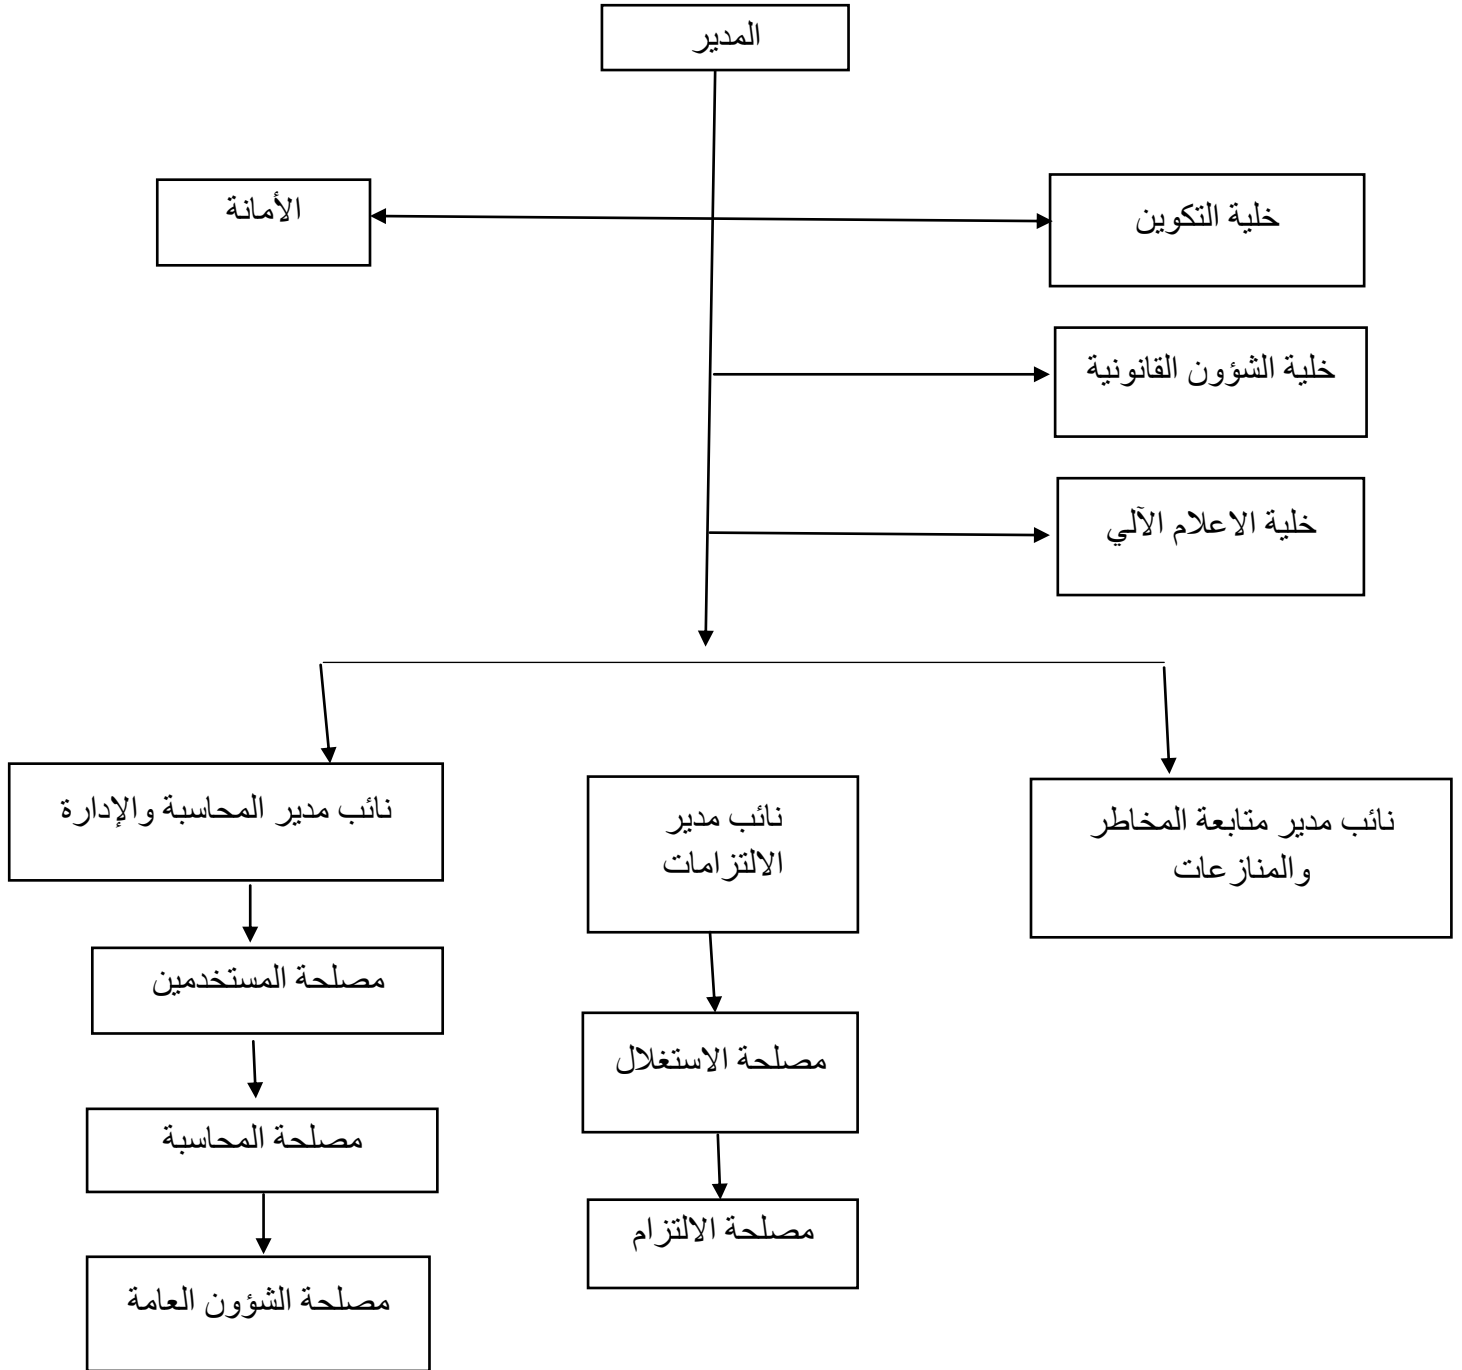 المدير
خلية التكوين
الأمانة
خلية الشؤون القانونية
خلية الاعلام الآلي
نائب مدير متابعة المخاطر
والمنازعات
نائب مدير
الالتزامات
نائب مدير المحاسبة والإدارة
مصلحة المستخدمين
مصلحة الاستغلال
مصلحة المحاسبة
مصلحة الالتزام
مصلحة الشؤون العامة